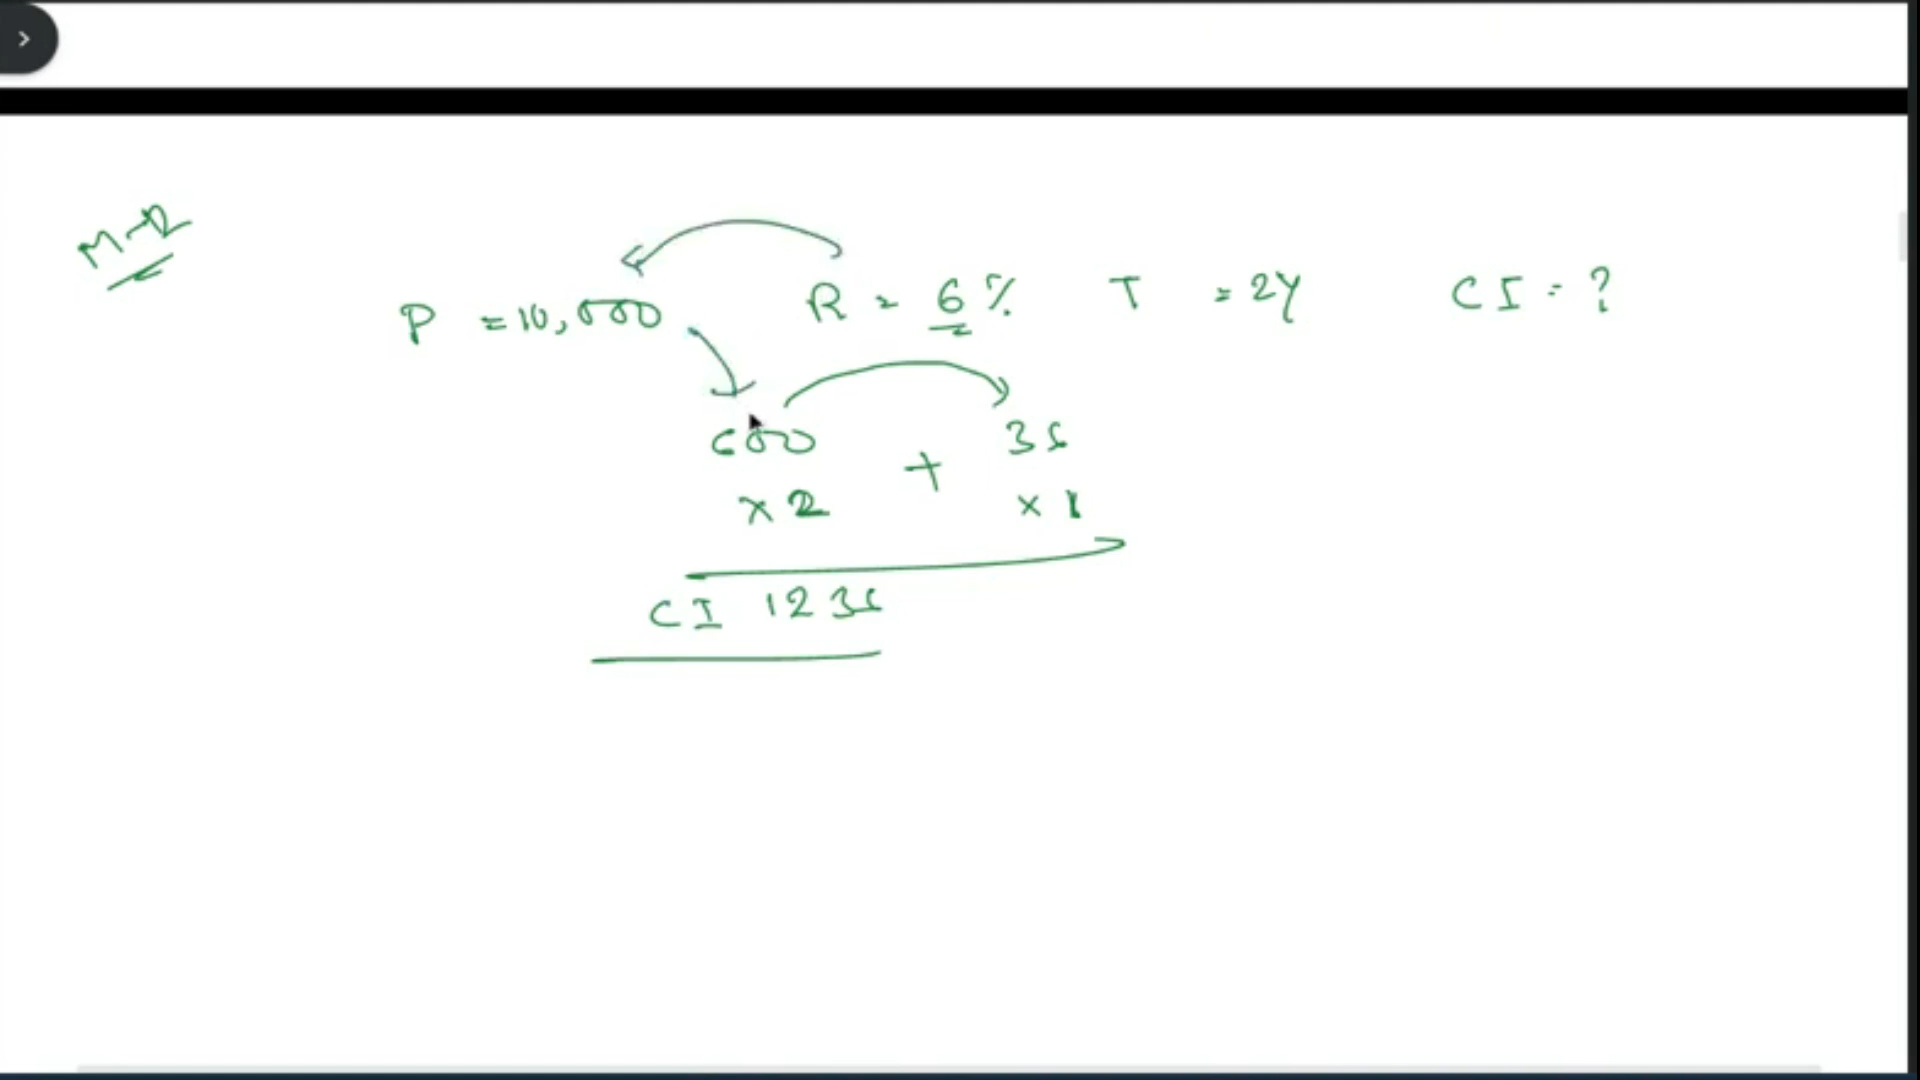 M-2
P = 10,000 R = 6% T = 2Y CI = ?
600 + 36
x 2 x 1
CI 1236